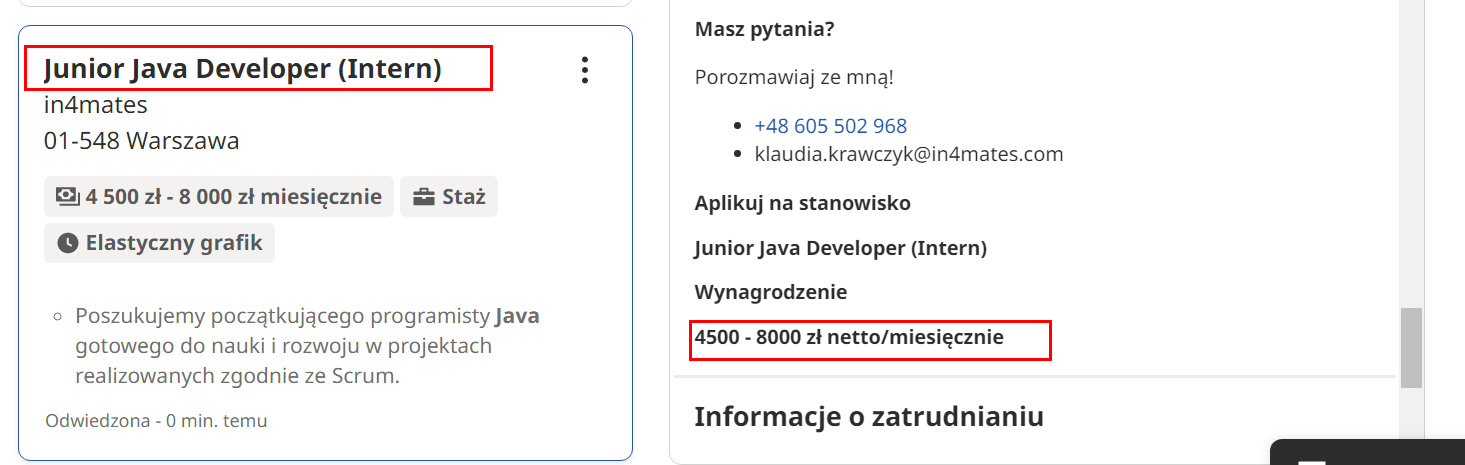 Junior Java Developer (Intern)
in4mates
01-548 Warszawa
4 500 zł - 8 000 zł miesięcznie
Staż
Elastyczny grafik
Poszukujemy początkującego programisty Java
gotowego do nauki i rozwoju w projektach
realizowanych zgodnie ze Scrum.
Odwiedzona - 0 min. temu
Masz pytania?
Porozmawiaj ze mną!
+48 605 502 968
klaudia.krawczyk@in4mates.com
Aplikuj na stanowisko
Junior Java Developer (Intern)
Wynagrodzenie
4500 - 8000 zł netto/miesięcznie
Informacje o zatrudnianiu